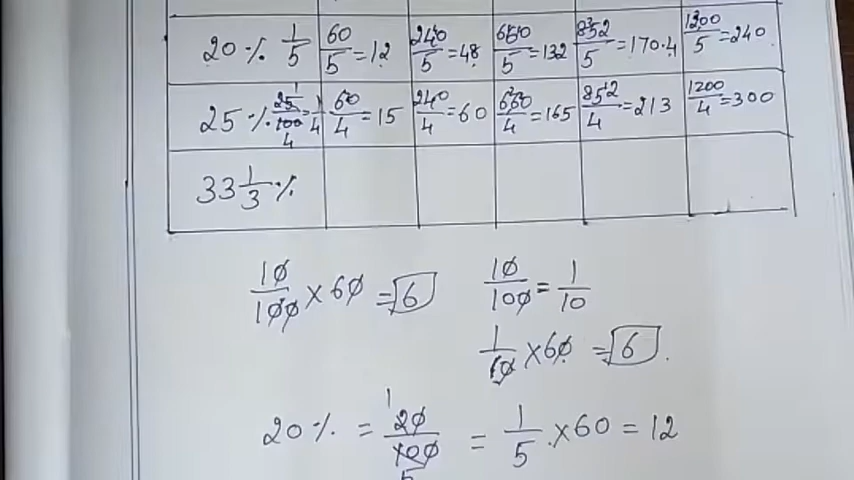 20 % 1/5 60/5 = 12 240/5 = 48 660/5 = 132 852/5 = 170.4 1200/5 = 240
25 % 25/100 = 1/4 60/4 = 15 240/4 = 60 660/4 = 165 852/4 = 213 1200/4 = 300
33 1/3 %
10/100 × 60 = 6 10/100 = 1/10
1/10 × 60 = 6.
20 % = 20/100 = 1/5 × 60 = 12